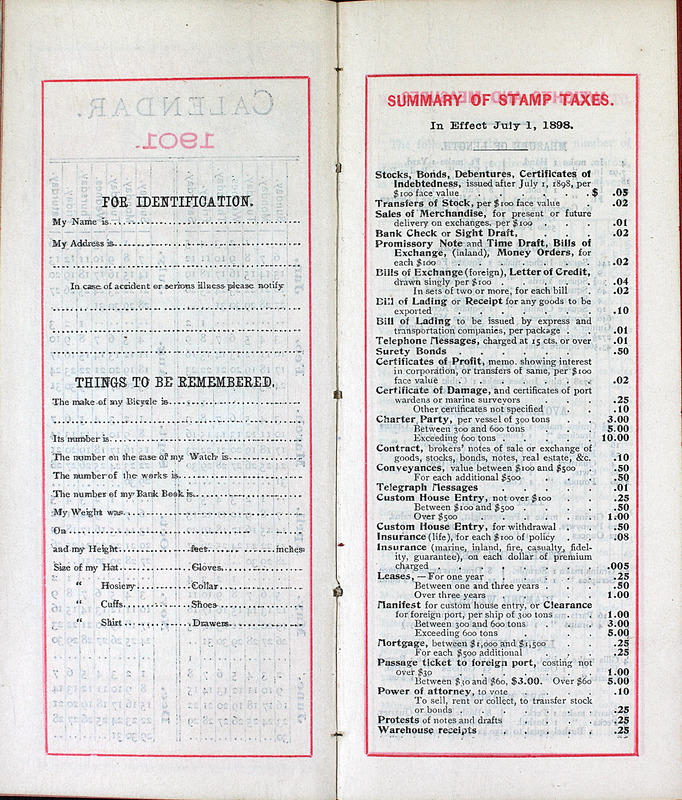 FOR IDENTIFICATION.
My Name is
My Address is
In case of accident or serious illness please notify
THINGS TO BE REMEMBERED.
The make of my Bicycle is
Its number is
The number on the case of my Watch is
The number of the works is
The number of my Bank Book is
My Weight was
On
and my Height feet inches
Size of my Hat Gloves
" Hosiery Collar
" Cuffs Shoes
" Shirt Drawers
CALENDAR.
1901.
SUMMARY OF STAMP TAXES.
In Effect July 1, 1898.
Stocks, Bonds, Debentures, Certificates of
Indebtedness, issued after July 1, 1898, per
$100 face value . . . . . $ .05
Transfers of Stock, per $100 face value . .02
Sales of Merchandise, for present or future
delivery on exchanges, per $100 . . . .01
Bank Check or Sight Draft, . . . .02
Promissory Note and Time Draft, Bills of
Exchange, (inland), Money Orders, for
each $100 . . . . . .02
Bills of Exchange (foreign), Letter of Credit,
drawn singly per $100 . . . . .04
In sets of two or more, for each bill . .02
Bill of Lading or Receipt for any goods to be
exported . . . . . .10
Bill of Lading to be issued by express and
transportation companies, per package . . .01
Telephone Messages, charged at 15 cts. or over .01
Surety Bonds . . . . . .50
Certificates of Profit, memo. showing interest
in corporation, or transfers of same, per $100
face value . . . . . .02
Certificate of Damage, and certificates of port
wardens or marine surveyors . . .25
Other certificates not specified . . .10
Charter Party, per vessel of 300 tons . . 3.00
Between 300 and 600 tons . . 5.00
Exceeding 600 tons . . . 10.00
Contract, brokers' notes of sale or exchange of
goods, stocks, bonds, notes, real estate, &c. .10
Conveyances, value between $100 and $500 . .50
For each additional $500 . . . .50
Telegraph Messages . . . . .01
Custom House Entry, not over $100 . . .25
Between $100 and $500 . . . .50
Over $500 . . . . . 1.00
Custom House Entry, for withdrawal . .50
Insurance (life), for each $100 of policy . .08
Insurance (marine, inland, fire, casualty, fidel-
ity, guarantee), on each dollar of premium
charged . . . . . .005
Leases, — For one year . . . . .25
Between one and three years . . .50
Over three years . . . . 1.00
Manifest for custom house entry, or Clearance
for foreign port, per ship of 300 tons . 1.00
Between 300 and 600 tons . . . 3.00
Exceeding 600 tons . . . 5.00
Mortgage, between $1,000 and $1,500 . . .25
For each $500 additional . . . .25
Passage ticket to foreign port, costing not
over $30 . . . . . 1.00
Between $30 and $60, $3.00. Over $60 5.00
Power of attorney, to vote . . . .10
To sell, rent or collect, to transfer stock
or bonds . . . . . .25
Protests of notes and drafts . . . .25
Warehouse receipts . . . . .25